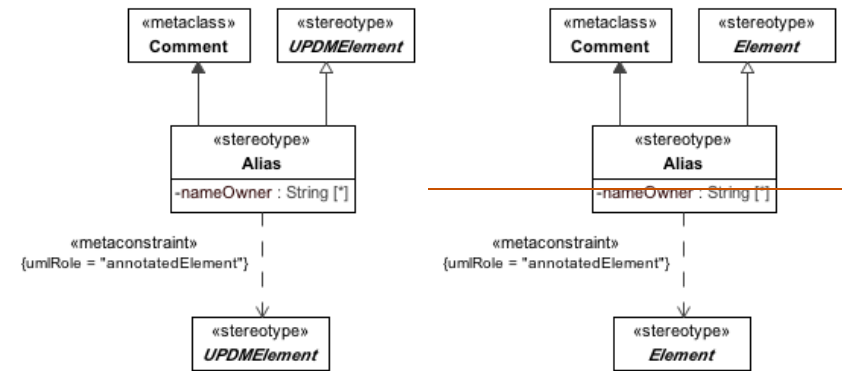 «metaclass»
Comment
«stereotype»
UPDMElement
«stereotype»
Alias
-nameOwner : String [*]
«metaconstraint»
{umlRole = "annotatedElement"}
«stereotype»
UPDMElement
«metaclass»
Comment
«stereotype»
Element
«stereotype»
Alias
-nameOwner : String [*]
«metaconstraint»
{umlRole = "annotatedElement"}
«stereotype»
Element